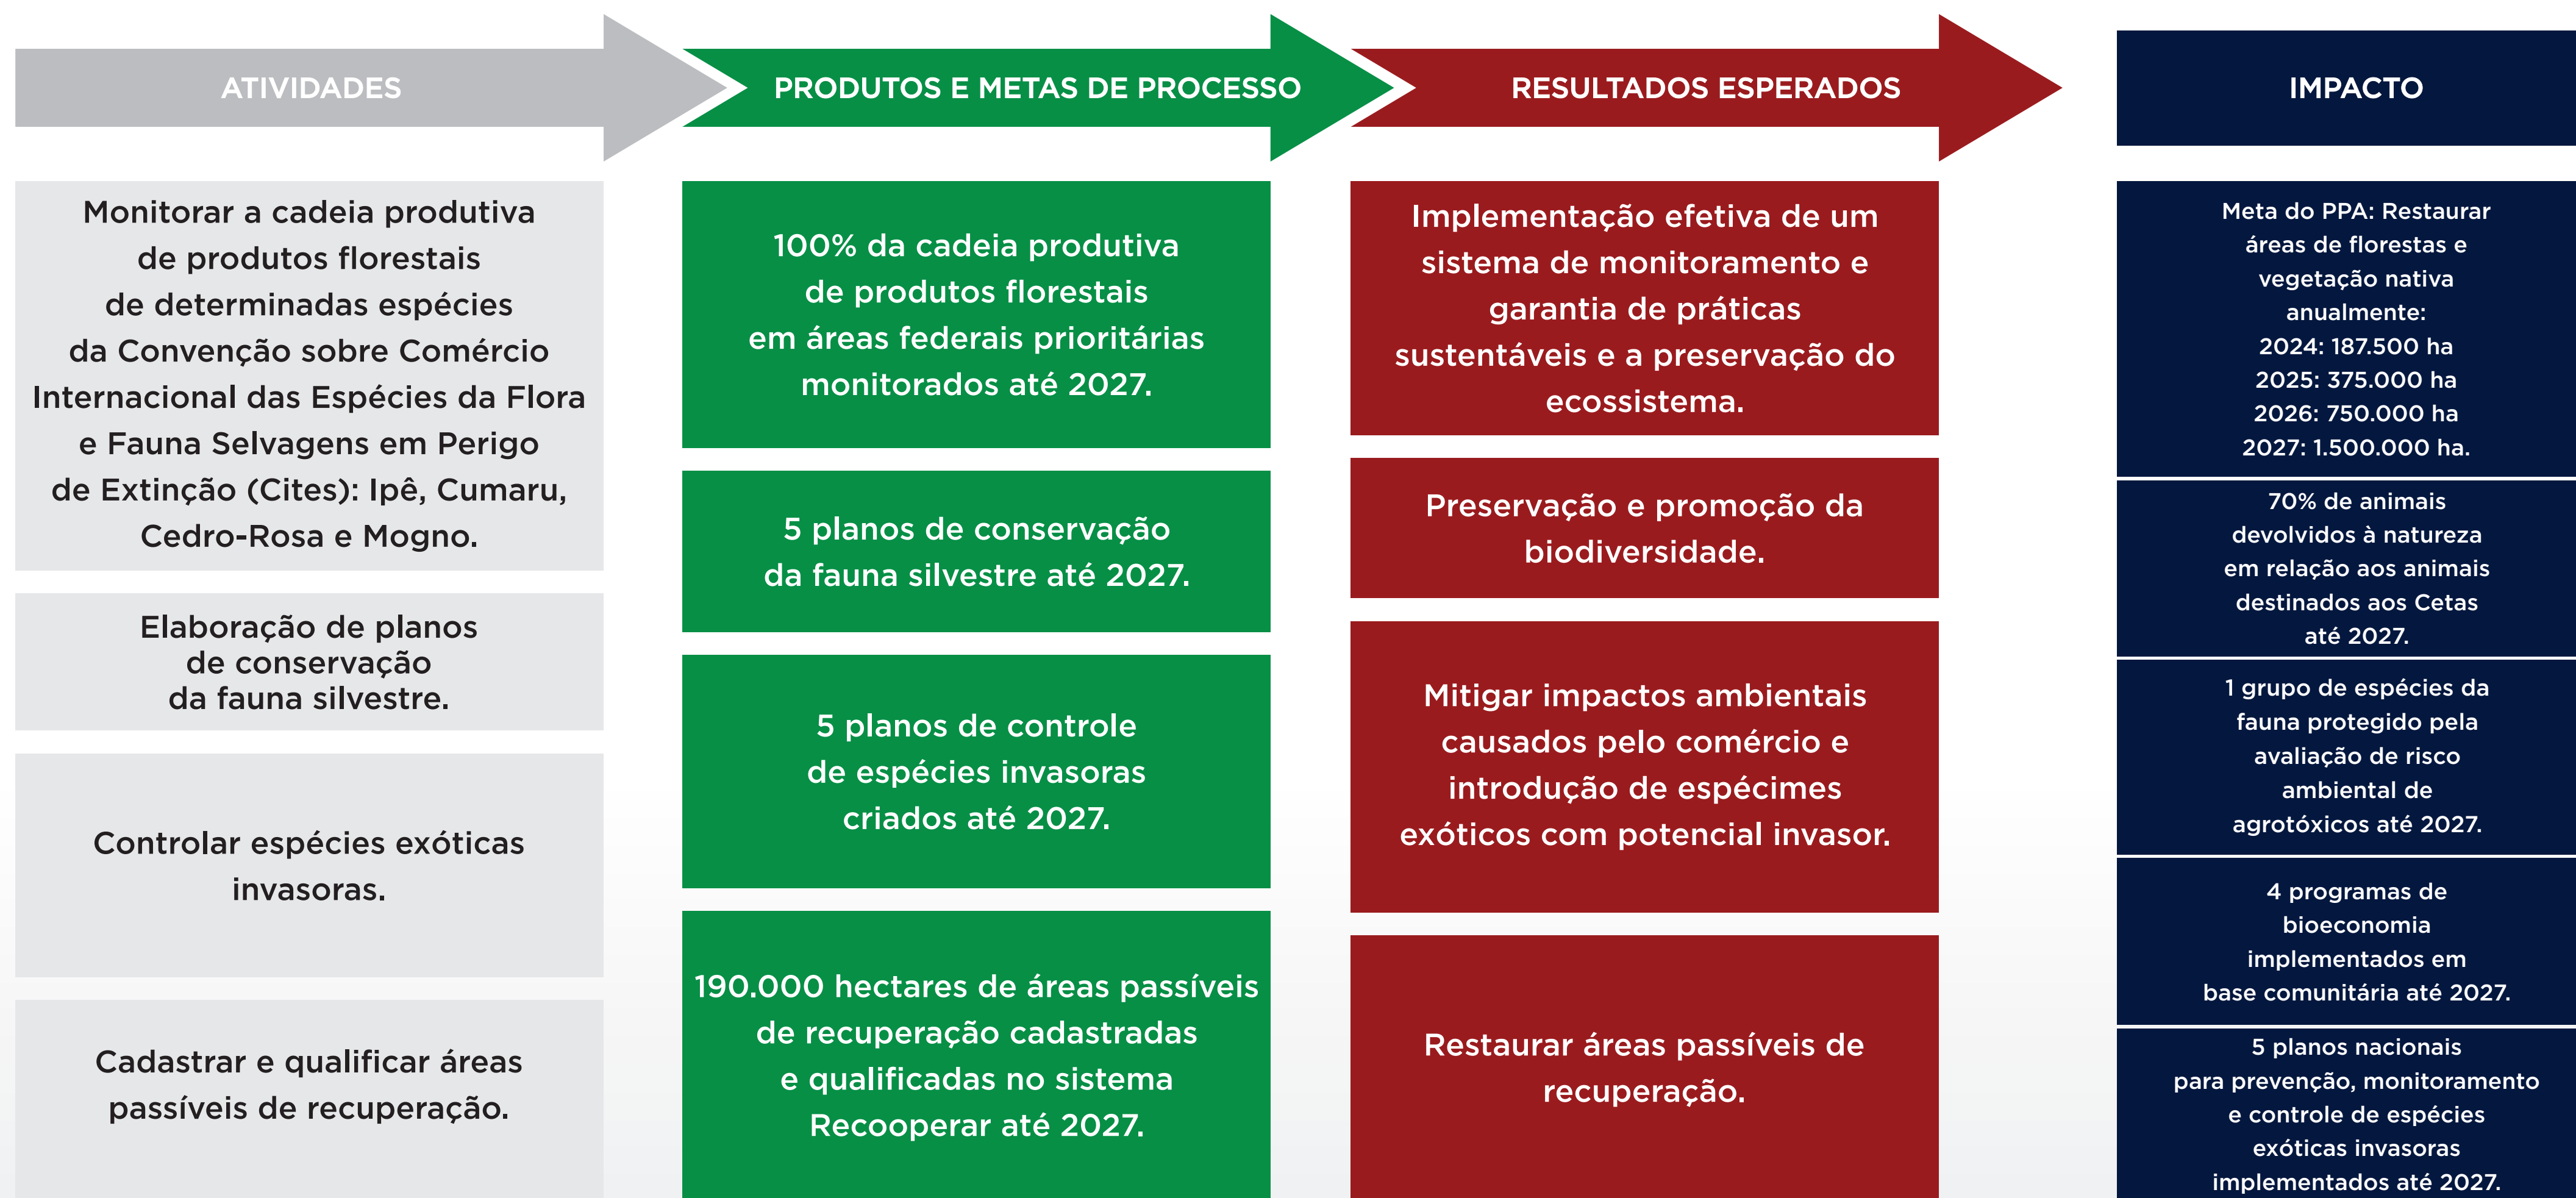 ATIVIDADES
PRODUTOS E METAS DE PROCESSO
RESULTADOS ESPERADOS
IMPACTO
Monitorar a cadeia produtiva
de produtos florestais
de determinadas espécies
da Convenção sobre Comércio
Internacional das Espécies da Flora
e Fauna Selvagens em Perigo
de Extinção (Cites): Ipê, Cumaru,
Cedro-Rosa e Mogno.
Elaboração de planos
de conservação
da fauna silvestre.
Controlar espécies exóticas
invasoras.
Cadastrar e qualificar áreas
passíveis de recuperação.
100% da cadeia produtiva
de produtos florestais
em áreas federais prioritárias
monitorados até 2027.
5 planos de conservação
da fauna silvestre até 2027.
5 planos de controle
de espécies invasoras
criados até 2027.
190.000 hectares de áreas passíveis
de recuperação cadastradas
e qualificadas no sistema
Recooperar até 2027.
Implementação efetiva de um
sistema de monitoramento e
garantia de práticas
sustentáveis e a preservação do
ecossistema.
Preservação e promoção da
biodiversidade.
Mitigar impactos ambientais
causados pelo comércio e
introdução de espécimes
exóticos com potencial invasor.
Restaurar áreas passíveis de
recuperação.
Meta do PPA: Restaurar
áreas de florestas e
vegetação nativa
anualmente:
2024: 187.500 ha
2025: 375.000 ha
2026: 750.000 ha
2027: 1.500.000 ha.
70% de animais
devolvidos à natureza
em relação aos animais
destinados aos Cetas
até 2027.
1 grupo de espécies da
fauna protegido pela
avaliação de risco
ambiental de
agrotóxicos até 2027.
4 programas de
bioeconomia
implementados em
base comunitária até 2027.
5 planos nacionais
para prevenção, monitoramento
e controle de espécies
exóticas invasoras
implementados até 2027.